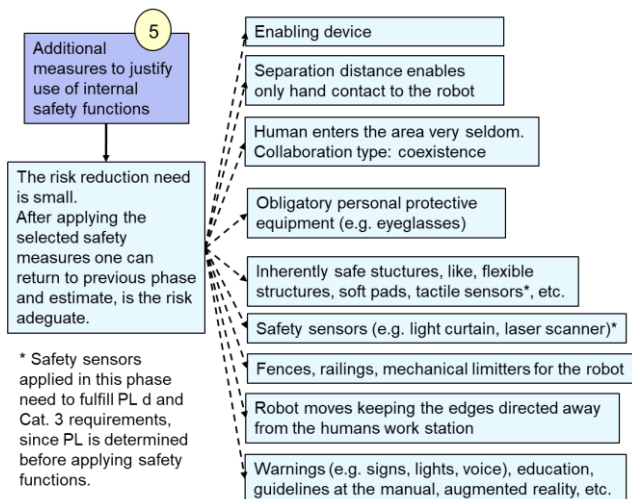 5
Additional
measures to justify
use of internal
safety functions
The risk reduction need
is small.
After applying the
selected safety
measures one can
return to previous phase
and estimate, is the risk
adeguate.
* Safety sensors
applied in this phase
need to fulfill PL d and
Cat. 3 requirements,
since PL is determined
before applying safety
functions.
Enabling device
Separation distance enables
only hand contact to the robot
Human enters the area very seldom.
Collaboration type: coexistence
Obligatory personal protective
equipment (e.g. eyeglasses)
Inherently safe stuctures, like, flexible
structures, soft pads, tactile sensors*, etc.
Safety sensors (e.g. light curtain, laser scanner)*
Fences, railings, mechanical limitters for the robot
Robot moves keeping the edges directed away
from the humans work station
Warnings (e.g. signs, lights, voice), education,
guidelines at the manual, augmented reality, etc.